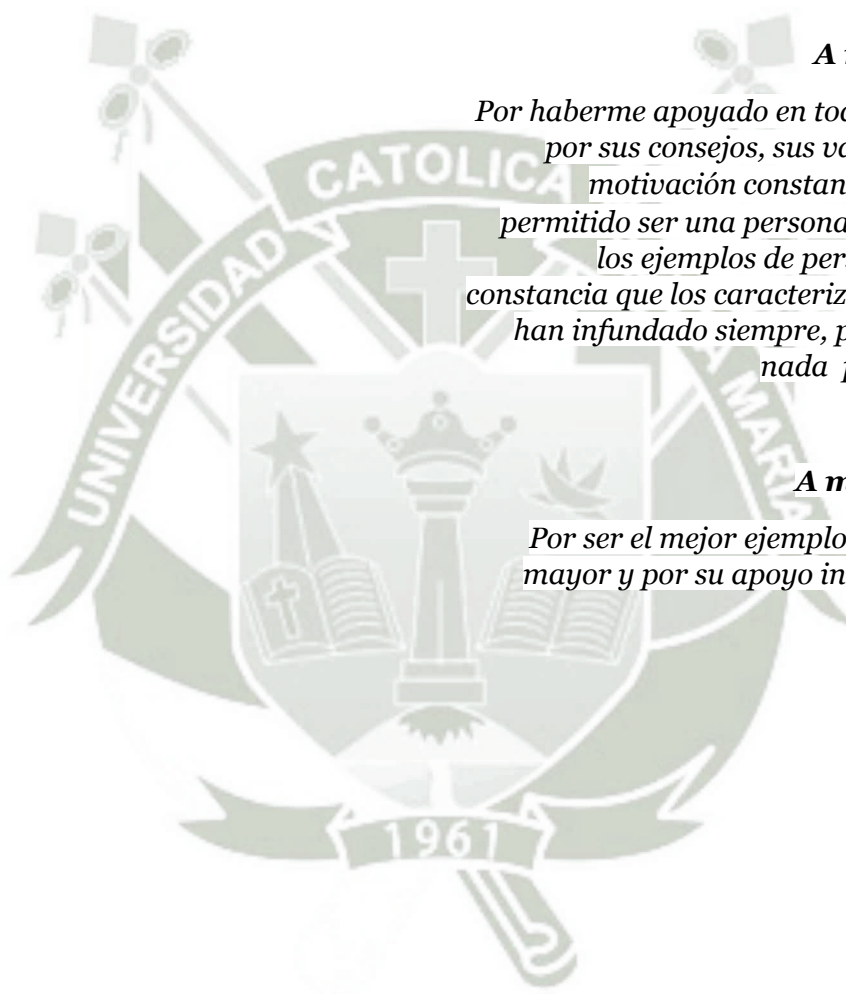 A
Por haberme apoyado en
por sus consejos, sus
motivación constan
permitido ser una persona
los ejemplos de per
constancia que los caracteriz
han infundado siempre, p
nada p
A m
Por ser el mejor ejemplo
mayor y por su apoyo in
UNIVERSIDAD
CATOLICA
A MARIA
1961